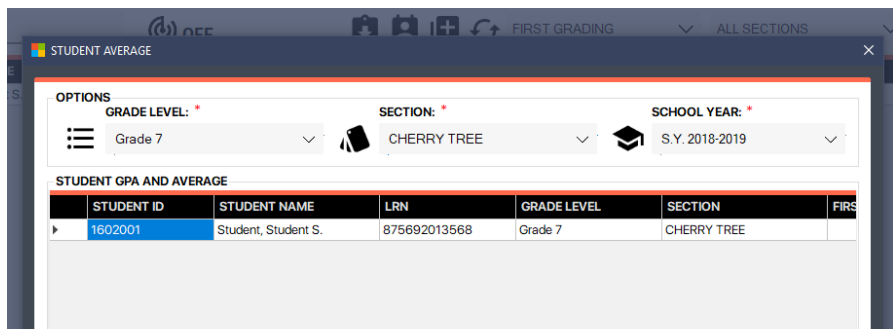 OFF FIRST GRADING ALL SECTIONS
STUDENT AVERAGE
OPTIONS
GRADE LEVEL: * SECTION: * SCHOOL YEAR: *
Grade 7 CHERRY TREE S.Y. 2018-2019
STUDENT GPA AND AVERAGE
STUDENT ID STUDENT NAME LRN GRADE LEVEL SECTION FIRS
1602001 Student, Student S. 875692013568 Grade 7 CHERRY TREE